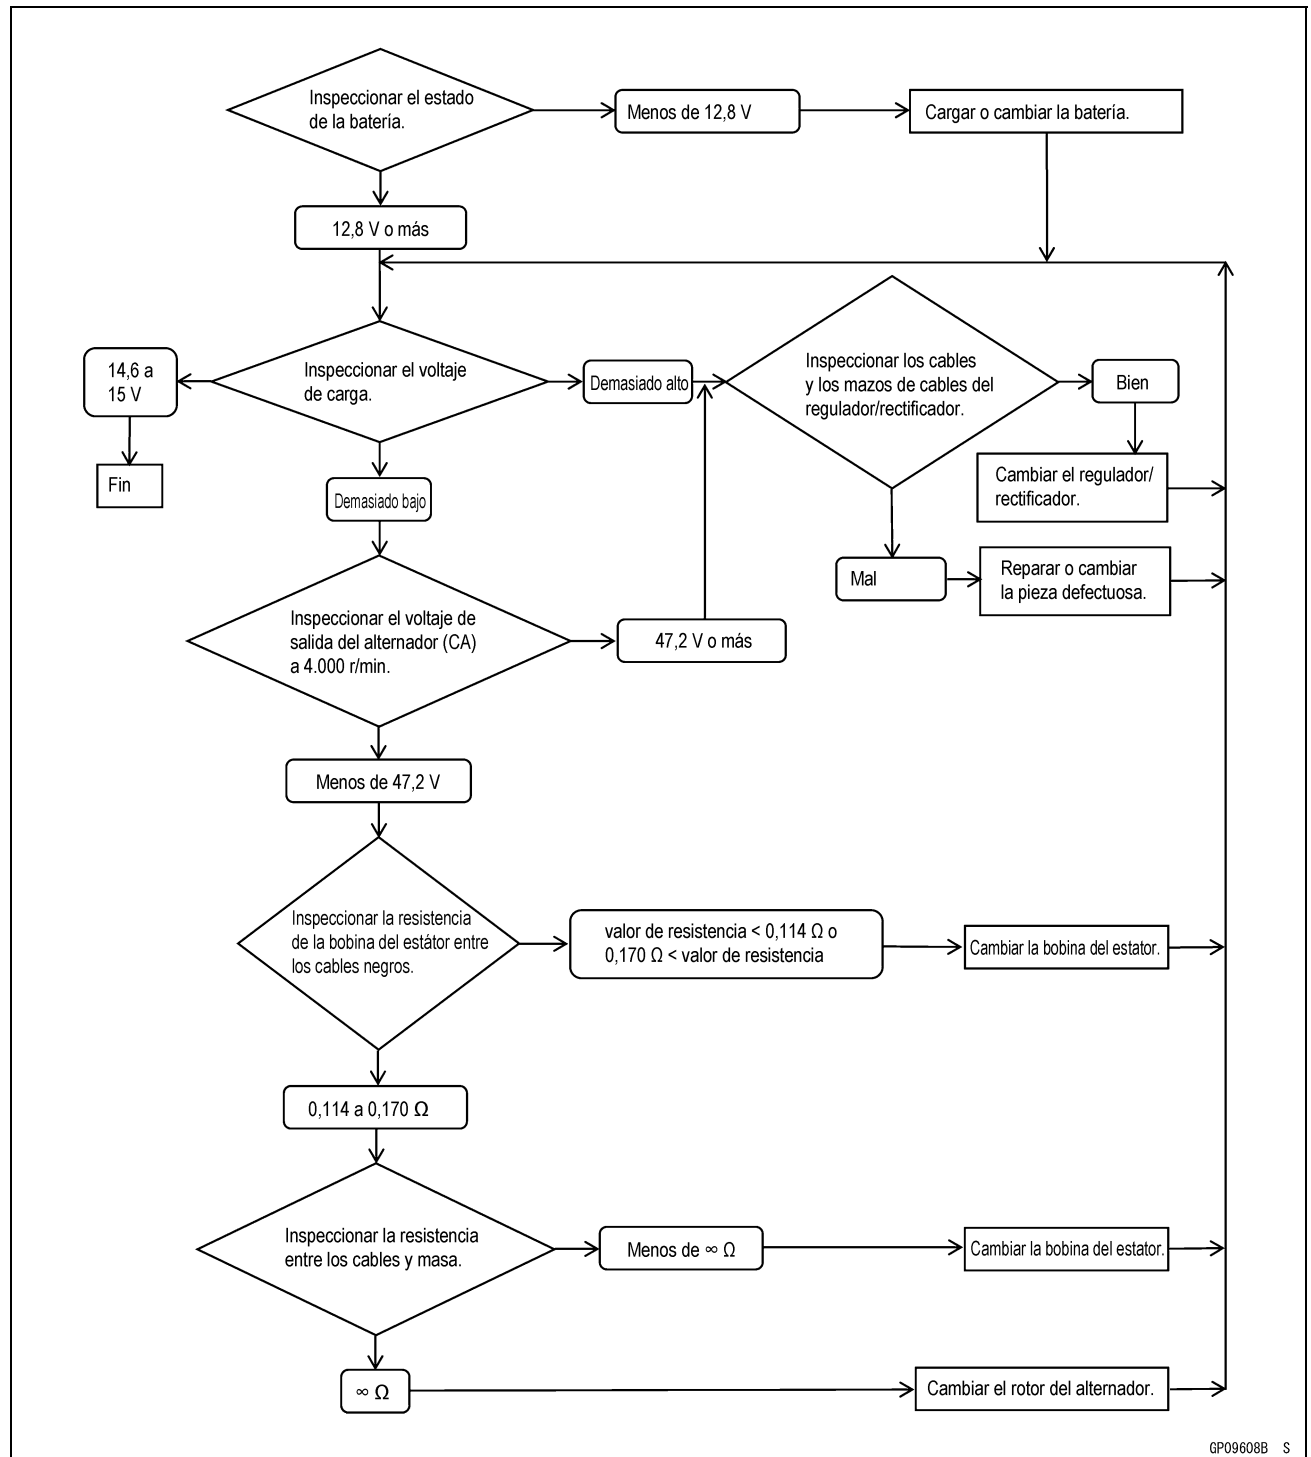 Inspeccionar el estado
de la batería.
Menos de 12,8 V
Cargar o cambiar la batería.
12,8 V o más
14,6 a
15 V
Inspeccionar el voltaje
de carga.
Demasiado alto
Inspeccionar los cables
y los mazos de cables del
regulador/rectificador.
Bien
Fin
Demasiado bajo
Cambiar el regulador/
rectificador.
Mal
Reparar o cambiar
la pieza defectuosa.
Inspeccionar el voltaje de
salida del alternador (CA)
a 4.000 r/min.
47,2 V o más
Menos de 47,2 V
Inspeccionar la resistencia
de la bobina del estátor entre
los cables negros.
valor de resistencia < 0,114 Ω o
0,170 Ω < valor de resistencia
Cambiar la bobina del estator.
0,114 a 0,170 Ω
Inspeccionar la resistencia
entre los cables y masa.
Menos de ∞ Ω
Cambiar la bobina del estator.
∞ Ω
Cambiar el rotor del alternador.
GP09608B S